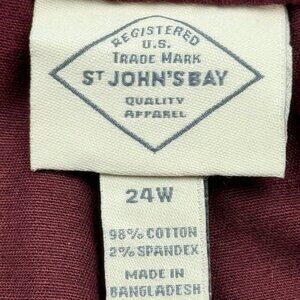 REGISTERED
U.S.
TRADE MARK
ST JOHN'S BAY
QUALITY
APPAREL
24W
98% COTTON
2% SPANDEX
MADE IN
BANGLADESH